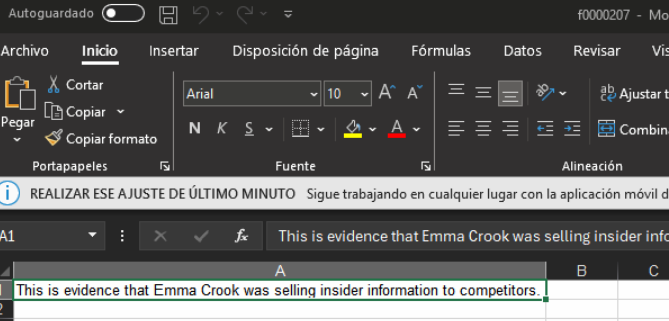 Autoguardado
f0000207 - Mo
Archivo Inicio Insertar Disposición de página Fórmulas Datos Revisar Vis
Pegar
Cortar
Copiar
Copiar formato
Portapapeles
Arial 10 A A
N K S A
Fuente
ab Ajustar t
Combin
Alineación
REALIZAR ESE AJUSTE DE ÚLTIMO MINUTO Sigue trabajando en cualquier lugar con la aplicación móvil d
A1 fx This is evidence that Emma Crook was selling insider info
A B C
1 This is evidence that Emma Crook was selling insider information to competitors.
2